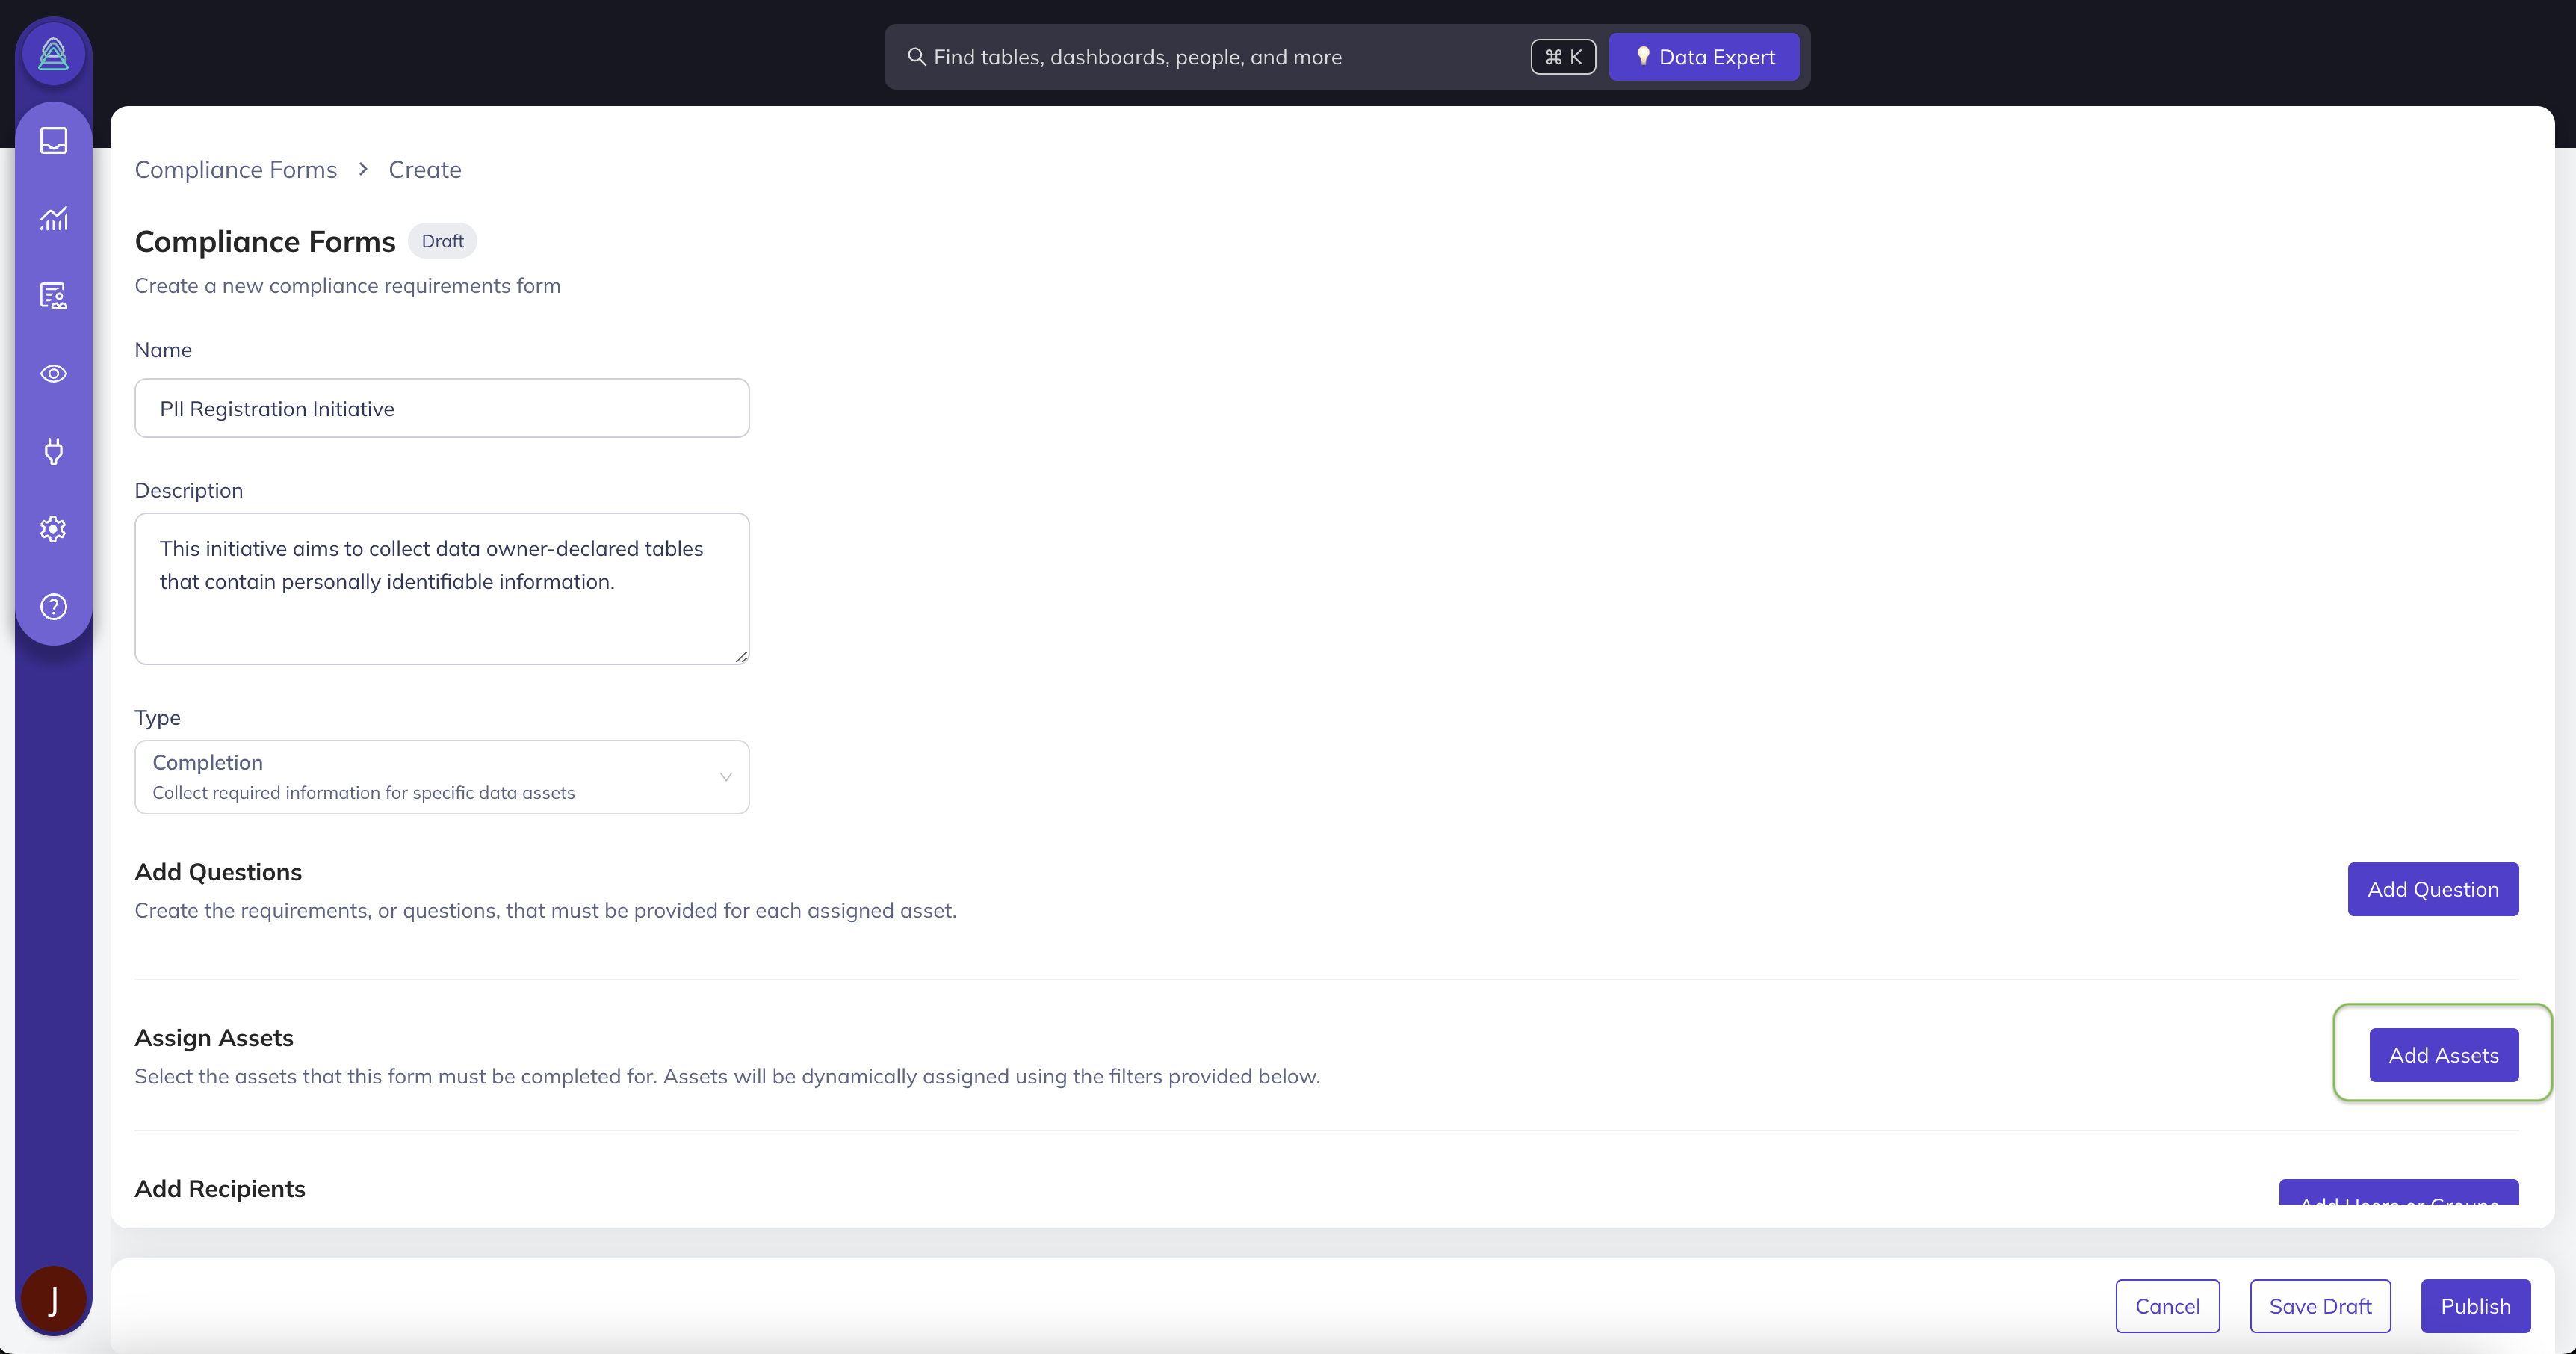 Find tables, dashboards, people, and more
⌘ K
Data Expert
Compliance Forms > Create
Compliance Forms
Draft
Create a new compliance requirements form
Name
PII Registration Initiative
Description
This initiative aims to collect data owner-declared tables
that contain personally identifiable information.
Type
Completion
Collect required information for specific data assets
Add Questions
Add Question
Create the requirements, or questions, that must be provided for each assigned asset.
Assign Assets
Add Assets
Select the assets that this form must be completed for. Assets will be dynamically assigned using the filters provided below.
Add Recipients
Add Users or Groups
J
Cancel
Save Draft
Publish